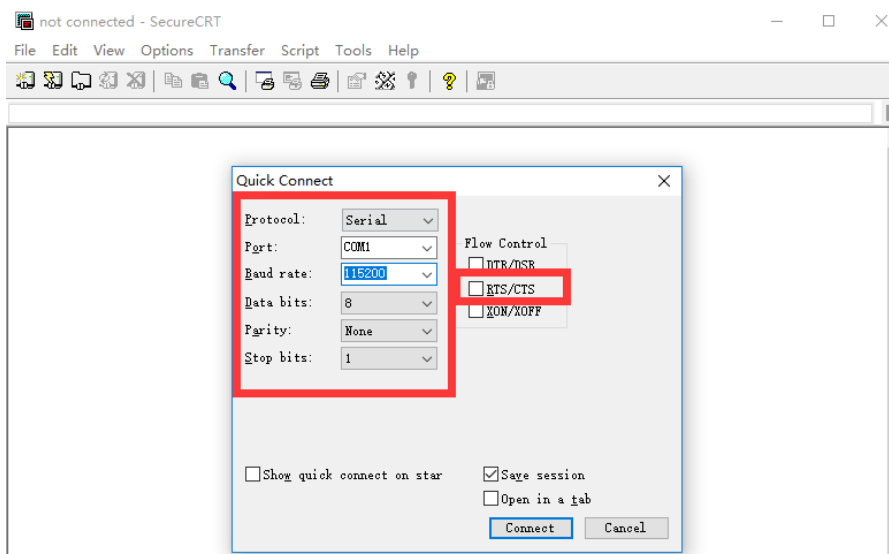 not connected - SecureCRT
File Edit View Options Transfer Script Tools Help
Quick Connect
Protocol: Serial
Port: COM1
Baud rate: 115200
Data bits: 8
Parity: None
Stop bits: 1
Flow Control
DTR/DSR
RTS/CTS
XON/XOFF
Show quick connect on star
Save session
Open in a tab
Connect Cancel